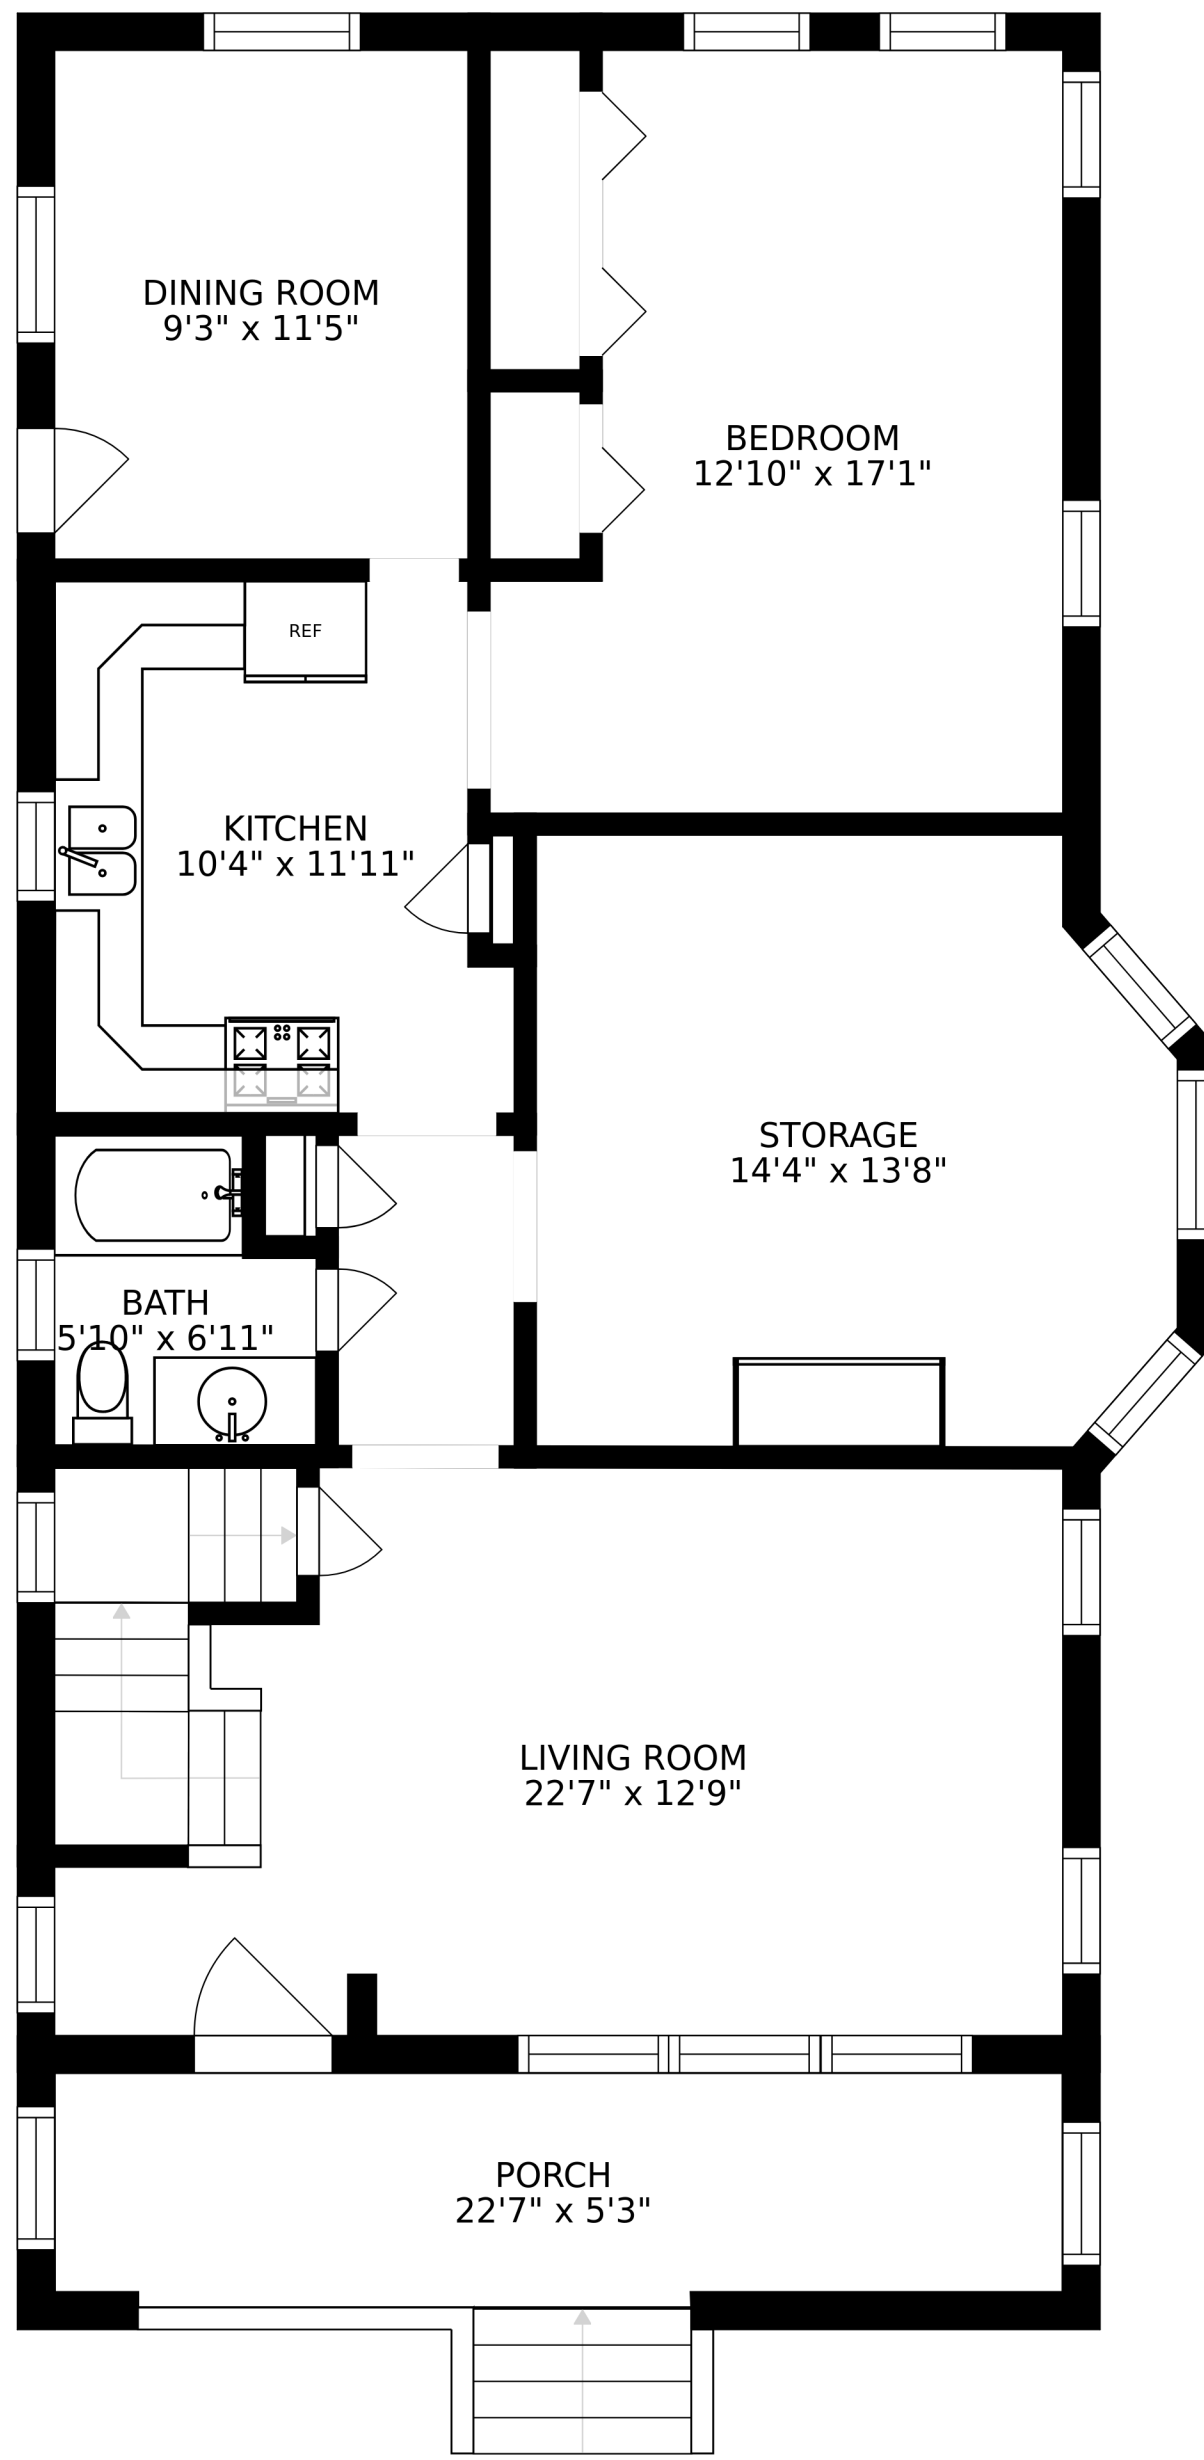 DINING ROOM
9'3" x 11'5"
BEDROOM
12'10" x 17'1"
REF
KITCHEN
10'4" x 11'11"
STORAGE
14'4" x 13'8"
BATH
5'10" x 6'11"
LIVING ROOM
22'7" x 12'9"
PORCH
22'7" x 5'3"